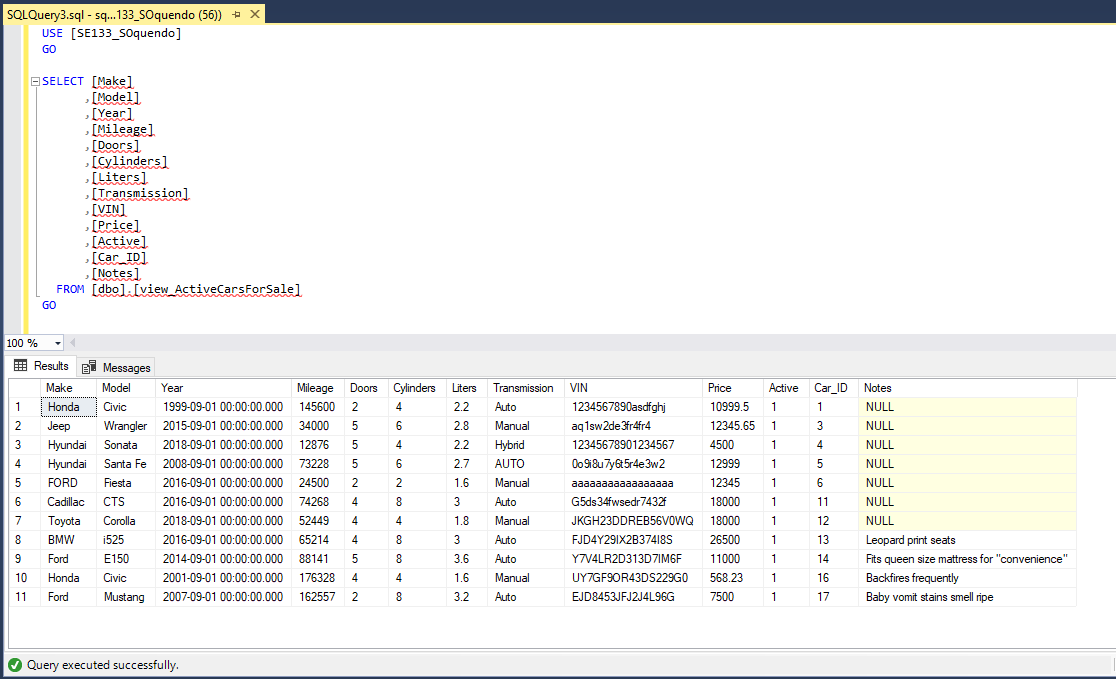 SQLQuery3.sql - sq...133_SOquendo (56))
USE [SE133_SOquendo]
GO
SELECT [Make]
,[Model]
,[Year]
,[Mileage]
,[Doors]
,[Cylinders]
,[Liters]
,[Transmission]
,[VIN]
,[Price]
,[Active]
,[Car_ID]
,[Notes]
FROM [dbo].[view_ActiveCarsForSale]
GO
100 %
Results Messages
Make Model Year Mileage Doors Cylinders Liters Transmission VIN Price Active Car_ID Notes
1 Honda Civic 1999-09-01 00:00:00.000 145600 2 4 2.2 Auto 1234567890asdfghj 10999.5 1 1 NULL
2 Jeep Wrangler 2015-09-01 00:00:00.000 34000 5 6 2.8 Manual aq1sw2de3fr4fr4 12345.65 1 3 NULL
3 Hyundai Sonata 2018-09-01 00:00:00.000 12876 5 4 2.2 Hybrid 12345678901234567 4500 1 4 NULL
4 Hyundai Santa Fe 2008-09-01 00:00:00.000 73228 5 6 2.7 AUTO 0o9i8u7y6t5r4e3w2 12999 1 5 NULL
5 FORD Fiesta 2016-09-01 00:00:00.000 24500 2 2 1.6 Manual aaaaaaaaaaaaaaaaa 12345 1 6 NULL
6 Cadillac CTS 2016-09-01 00:00:00.000 74268 4 8 3 Auto G5ds34fwsedr7432f 18000 1 11 NULL
7 Toyota Corolla 2018-09-01 00:00:00.000 52449 4 4 1.8 Manual JKGH23DDREB56V0WQ 18000 1 12 NULL
8 BMW i525 2016-09-01 00:00:00.000 65214 4 8 3 Auto FJD4Y29IX2B374I8S 26500 1 13 Leopard print seats
9 Ford E150 2014-09-01 00:00:00.000 88141 5 8 3.6 Auto Y7V4LR2D313D7IM6F 11000 1 14 Fits queen size mattress for "convenience"
10 Honda Civic 2001-09-01 00:00:00.000 176328 4 4 1.6 Manual UY7GF9OR43DS229G0 568.23 1 16 Backfires frequently
11 Ford Mustang 2007-09-01 00:00:00.000 162557 2 8 3.2 Auto EJD8453JFJ2J4L96G 7500 1 17 Baby vomit stains smell ripe
Query executed successfully.